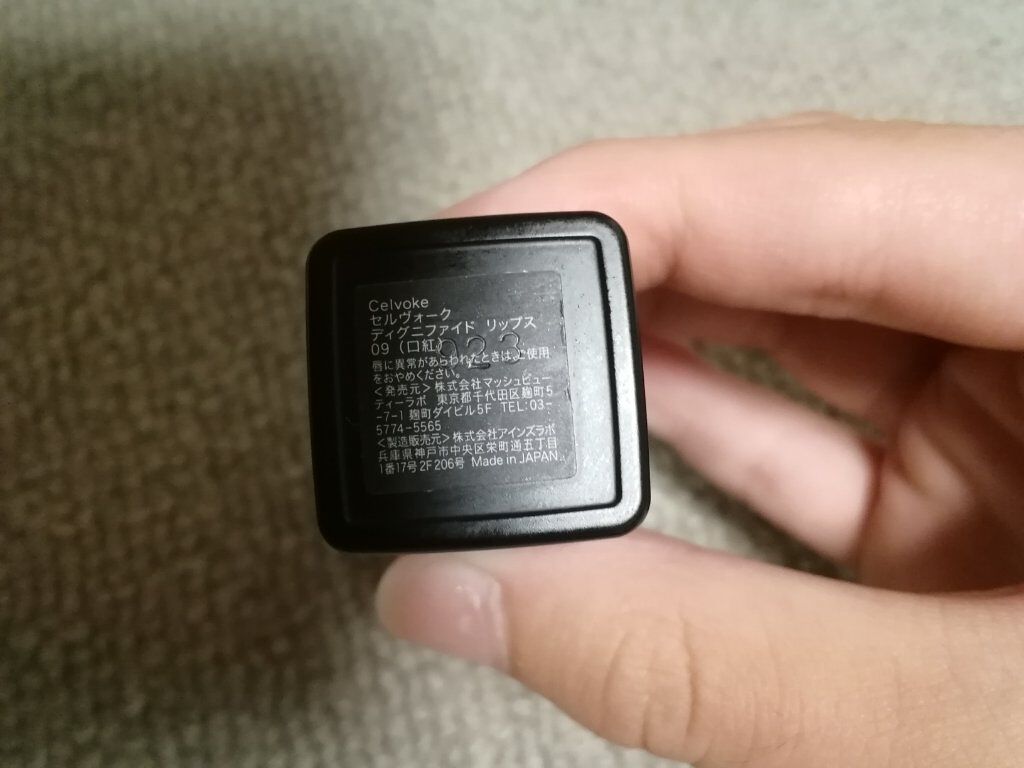 Celvoke
セルヴォーク
ディグニファイド リップス
09（口紅）
唇に異常があらわれたときは、ご使用
をおやめください。
＜発売元＞株式会社マッシュビュー
ティーラボ 東京都千代田区麹町5
-7-1 麹町ダイビル5F TEL:03-
5774-5565
＜製造販売元＞株式会社アインズラボ
兵庫県神戸市中央区栄町通五丁目
1番17号2F206号 Made in JAPAN